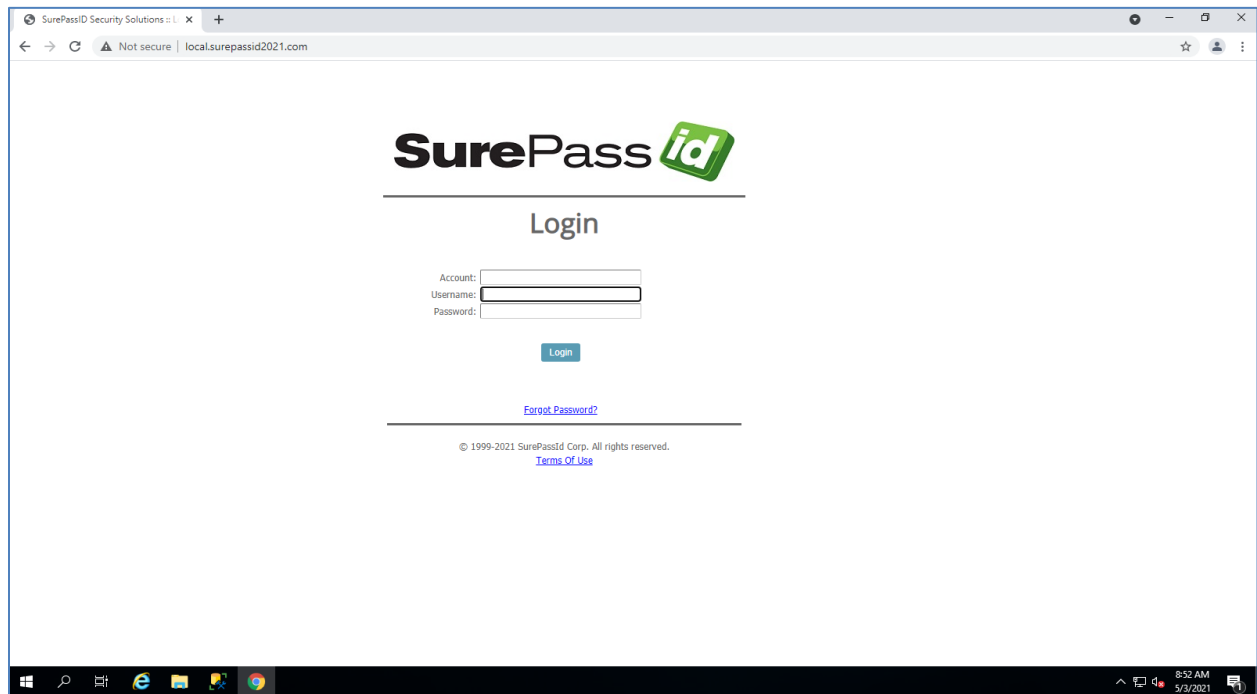 SurePassID Security Solutions :: L
Not secure | local.surepassid2021.com
SurePass id
Login
Account:
Username:
Password:
Login
Forgot Password?
© 1999-2021 SurePassId Corp. All rights reserved.
Terms Of Use
8:52 AM
5/3/2021
1